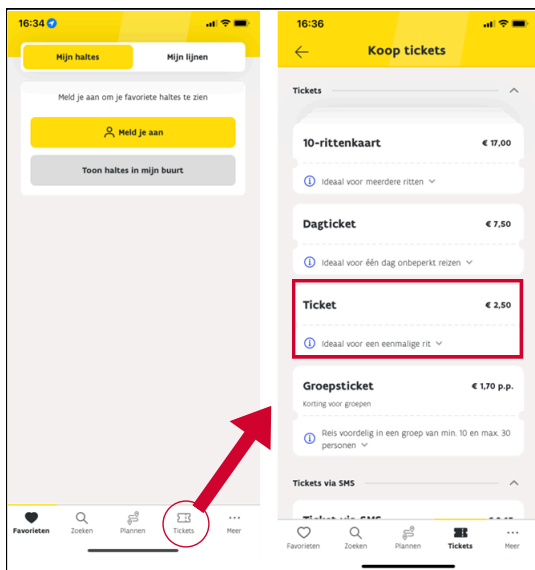 16:34
Mijn haltes
Mijn lijnen
Meld je aan om je favoriete haltes te zien
Meld je aan
Toon haltes in mijn buurt
Favorieten
Zoeken
Plannen
Tickets
Meer
16:36
Koop tickets
Tickets
10-rittenkaart
€ 17,00
Ideaal voor meerdere ritten
Dagticket
€ 7,50
Ideaal voor één dag onbeperkt reizen
Ticket
€ 2,50
Ideaal voor een eenmalige rit
Groepsticket
€ 1,70 p.p.
Korting voor groepen
Reis voordelig in een groep van min. 10 en max. 30
personen
Tickets via SMS
Favorieten
Zoeken
Plannen
Tickets
Meer